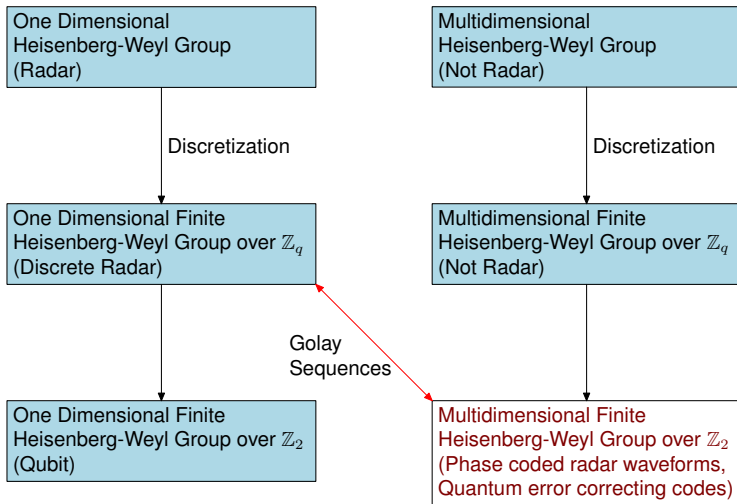 One Dimensional
Heisenberg-Weyl Group
(Radar)
Multidimensional
Heisenberg-Weyl Group
(Not Radar)
Discretization
Discretization
One Dimensional Finite
Heisenberg-Weyl Group over ℤ_q
(Discrete Radar)
Multidimensional Finite
Heisenberg-Weyl Group over ℤ_q
(Not Radar)
Golay
Sequences
One Dimensional Finite
Heisenberg-Weyl Group over ℤ₂
(Qubit)
Multidimensional Finite
Heisenberg-Weyl Group over ℤ₂
(Phase coded radar waveforms,
Quantum error correcting codes)